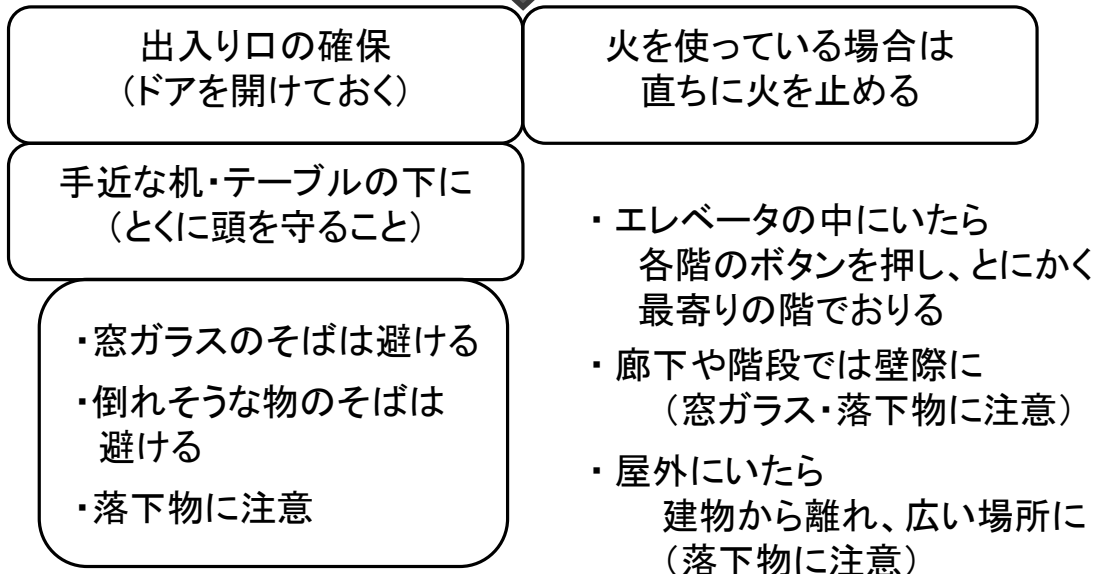 出入り口の確保
（ドアを開けておく）
火を使っている場合は
直ちに火を止める
手近な机・テーブルの下に
（とくに頭を守ること）
・窓ガラスのそばは避ける
・倒れそうな物のそばは
避ける
・落下物に注意
・エレベータの中にいたら
各階のボタンを押し、とにかく
最寄りの階でおりる
・廊下や階段では壁際に
（窓ガラス・落下物に注意）
・屋外にいたら
建物から離れ、広い場所に
（落下物に注意）